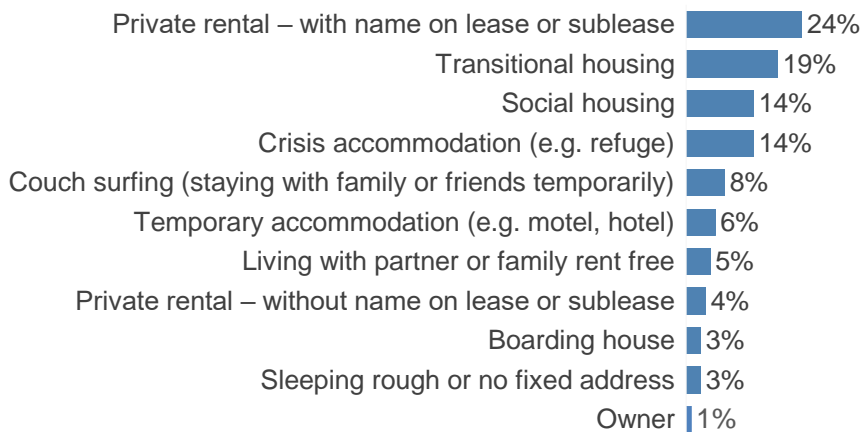 Private rental – with name on lease or sublease 24%
Transitional housing 19%
Social housing 14%
Crisis accommodation (e.g. refuge) 14%
Couch surfing (staying with family or friends temporarily) 8%
Temporary accommodation (e.g. motel, hotel) 6%
Living with partner or family rent free 5%
Private rental – without name on lease or sublease 4%
Boarding house 3%
Sleeping rough or no fixed address 3%
Owner 1%